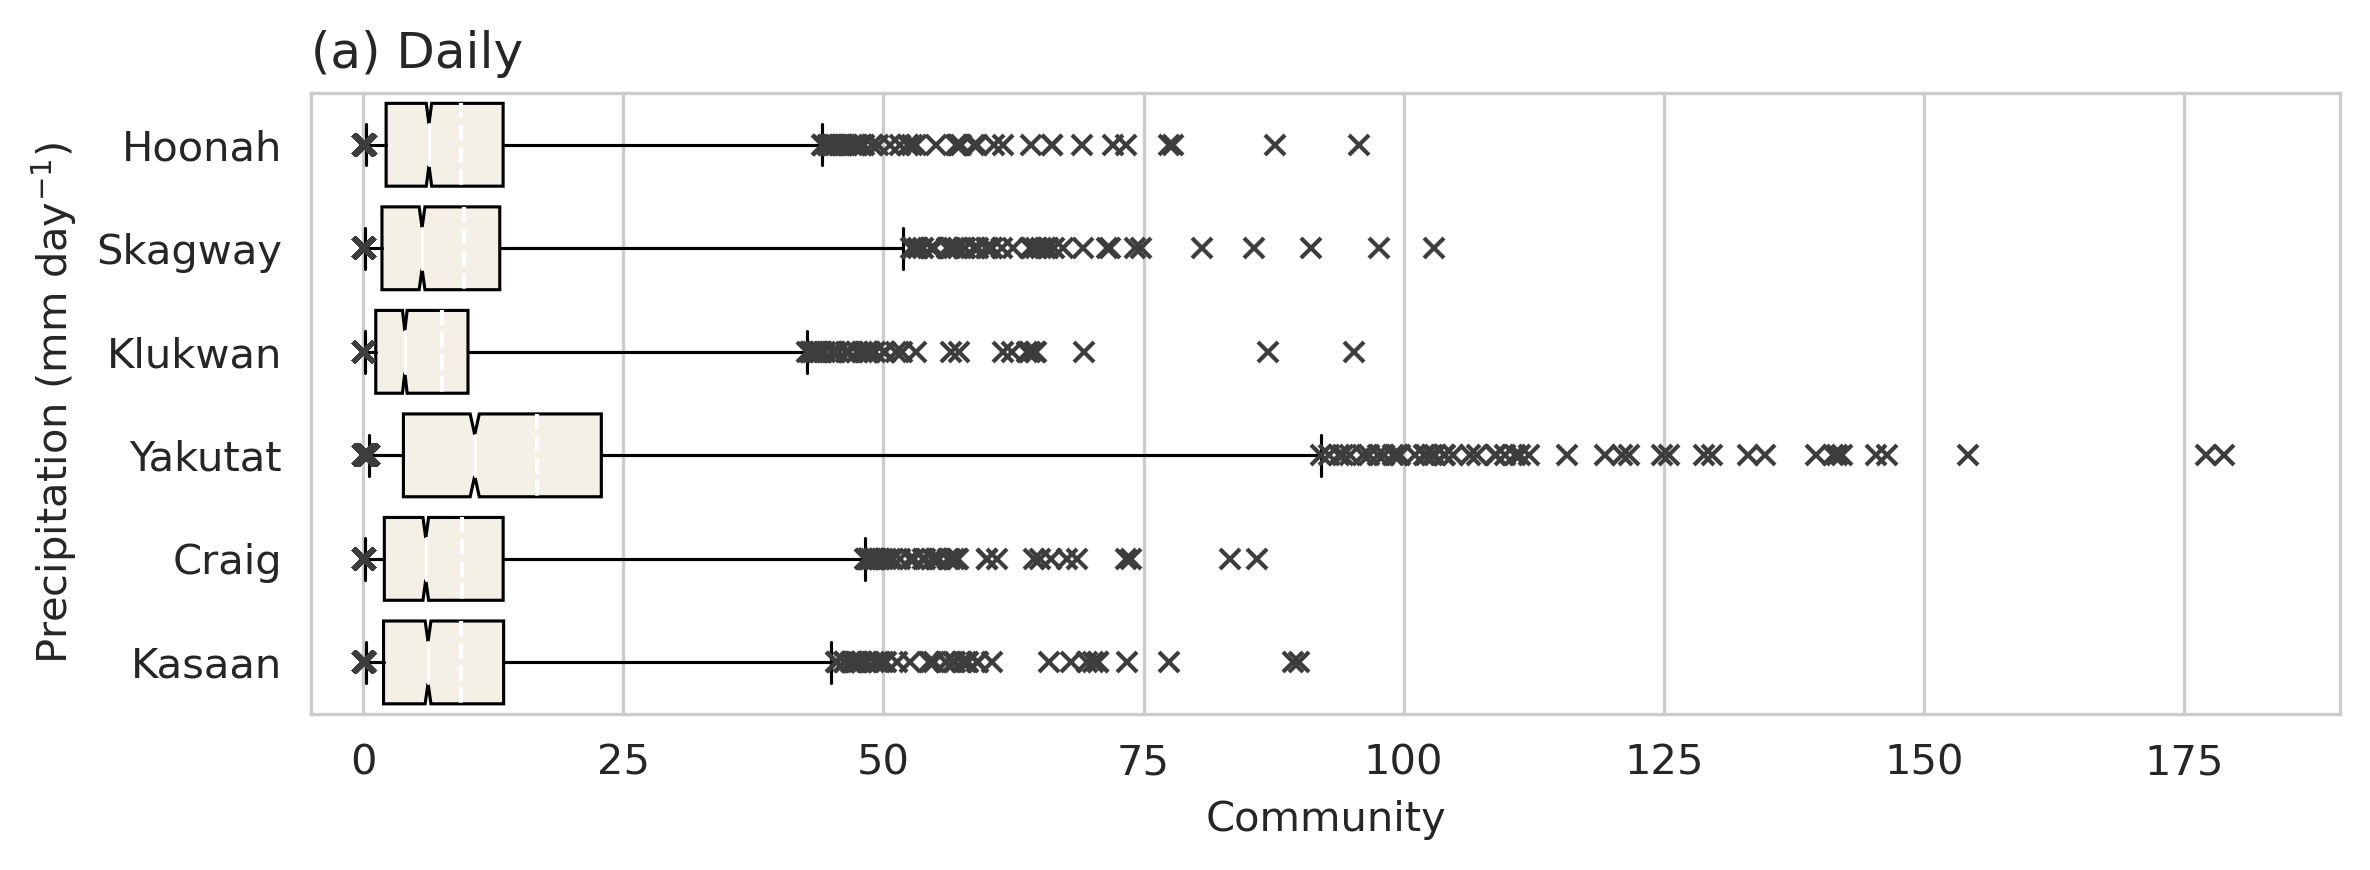 (a) Daily
Precipitation (mm day⁻¹)
Hoonah
Skagway
Klukwan
Yakutat
Craig
Kasaan
0 25 50 75 100 125 150 175
Community